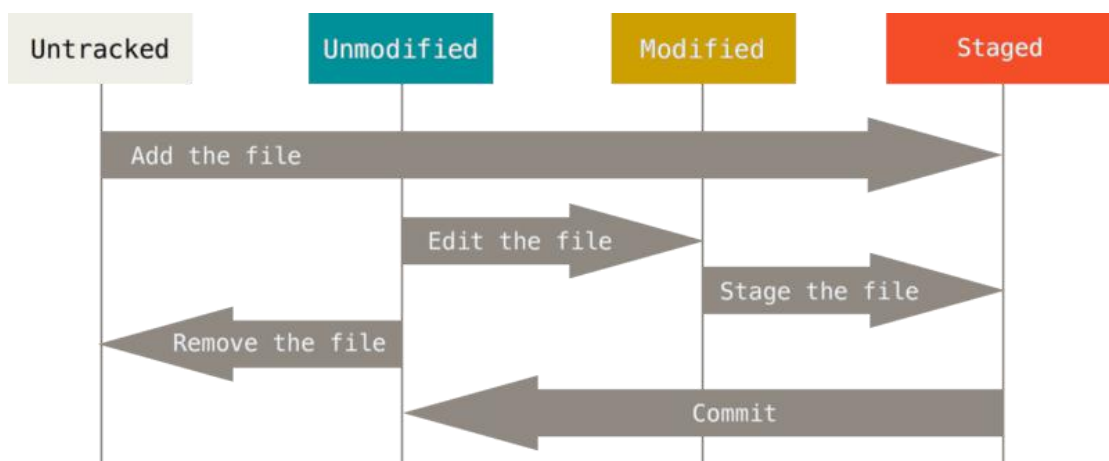 Untracked
Unmodified
Modified
Staged
Add the file
Edit the file
Stage the file
Remove the file
Commit